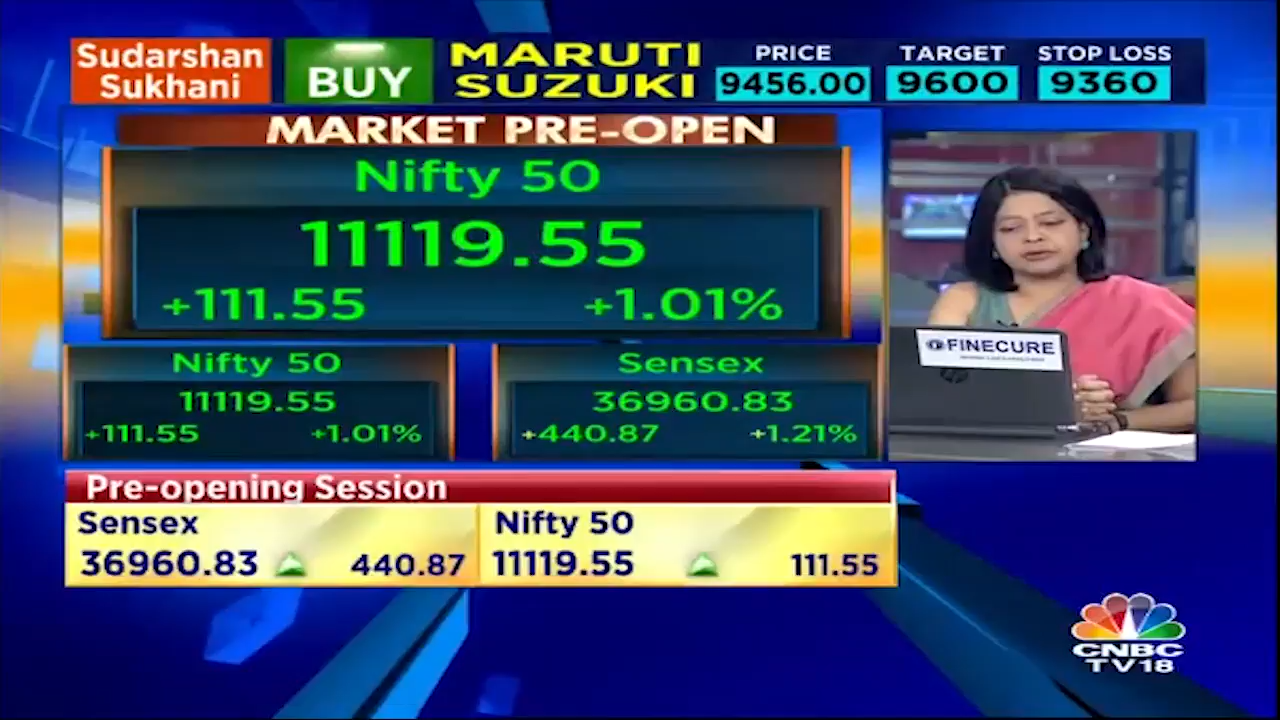 Sudarshan
Sukhani
BUY
MARUTI
SUZUKI
PRICE
9456.00
TARGET
9600
STOP LOSS
9360
MARKET PRE-OPEN
Nifty 50
11119.55
+111.55 +1.01%
Nifty 50
11119.55
+111.55 +1.01%
Sensex
36960.83
+440.87 +1.21%
FINECURE
Pre-opening Session
Sensex
36960.83 440.87
Nifty 50
11119.55 111.55
CNBC
TV18